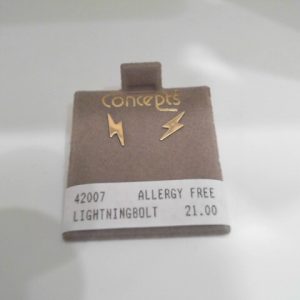 Concepts
42007 ALLERGY FREE
LIGHTNINGBOLT 21.00